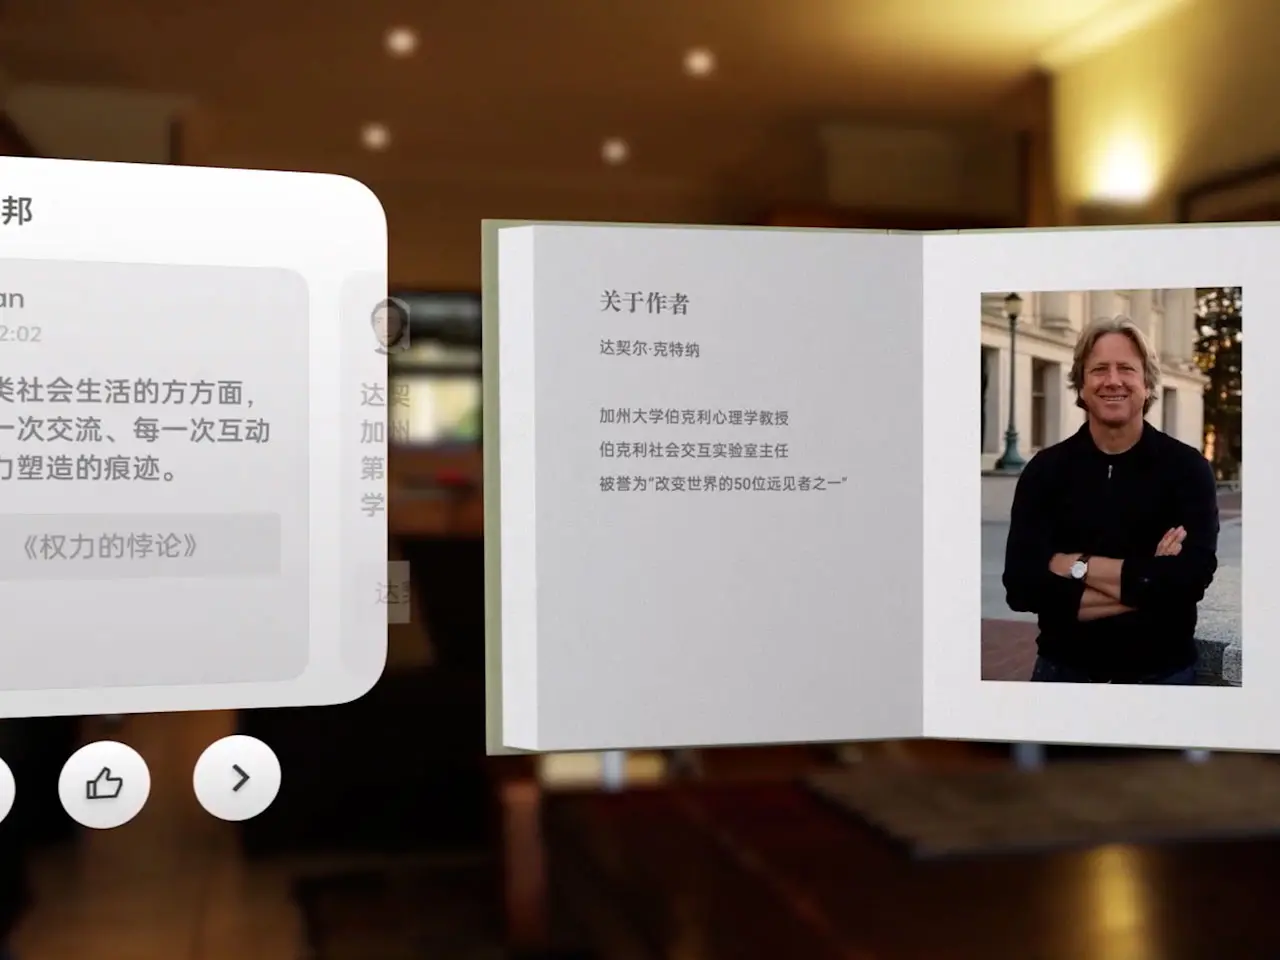 邦
an
2:02
类社会生活的方方面，
一次交流、每一次互动
力塑造的痕迹。
《权力的悖论》
达契
加州
第
学
达
关于作者
达契尔·克特纳
加州大学伯克利心理学教授
伯克利社会交互实验室主任
被誉为“改变世界的50位远见者之一”